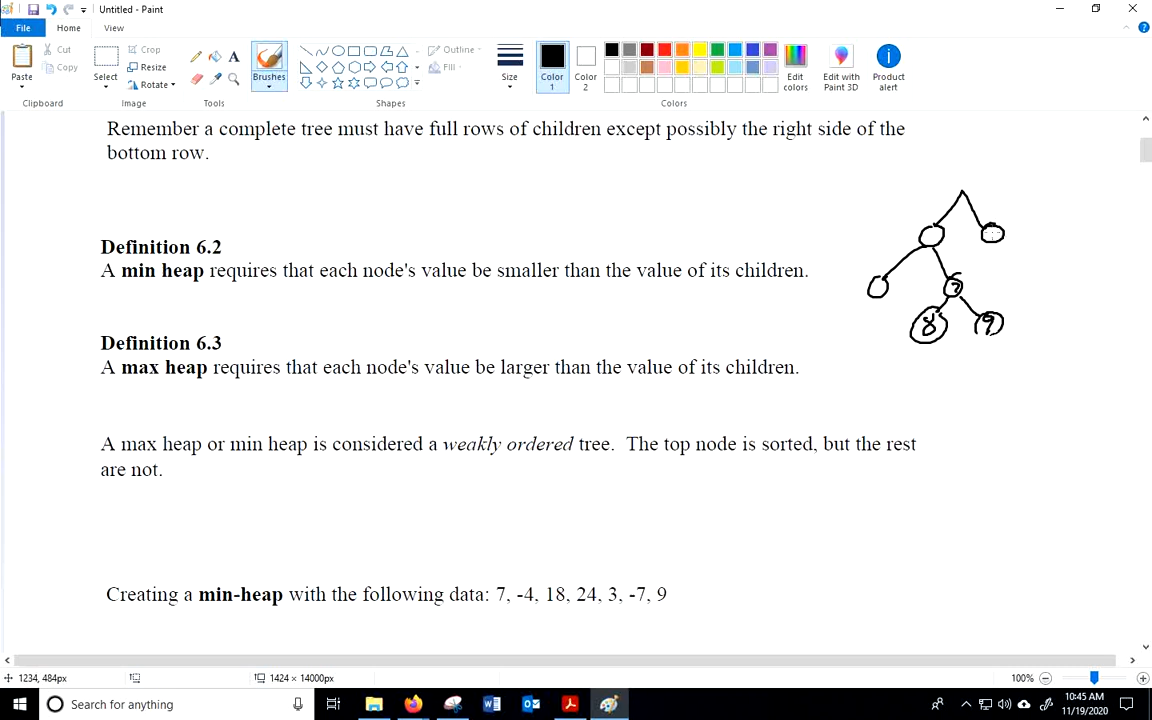 Untitled - Paint
File
Home
View
Paste
Cut
Copy
Clipboard
Select
Crop
Resize
Rotate
Image
Tools
Brushes
Shapes
Outline
Fill
Size
Color 1
Color 2
Edit colors
Colors
Edit with Paint 3D
Product alert
Remember a complete tree must have full rows of children except possibly the right side of the
bottom row.
Definition 6.2
A min heap requires that each node's value be smaller than the value of its children.
Definition 6.3
A max heap requires that each node's value be larger than the value of its children.
8
9
A max heap or min heap is considered a weakly ordered tree. The top node is sorted, but the rest
are not.
Creating a min-heap with the following data: 7, -4, 18, 24, 3, -7, 9
1234, 484px
1424 × 14000px
100%
Search for anything
10:45 AM
11/19/2020